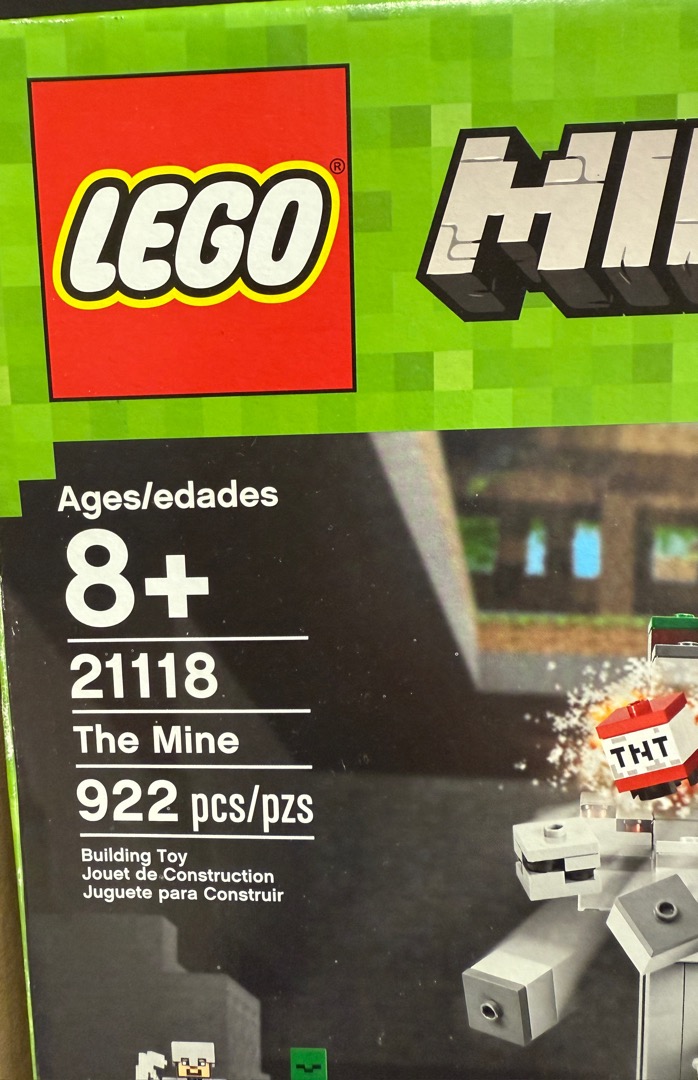 LEGO®
MI
Ages/edades
8+
21118
The Mine
922 pcs/pzs
Building Toy
Jouet de Construction
Juguete para Construir
TNT